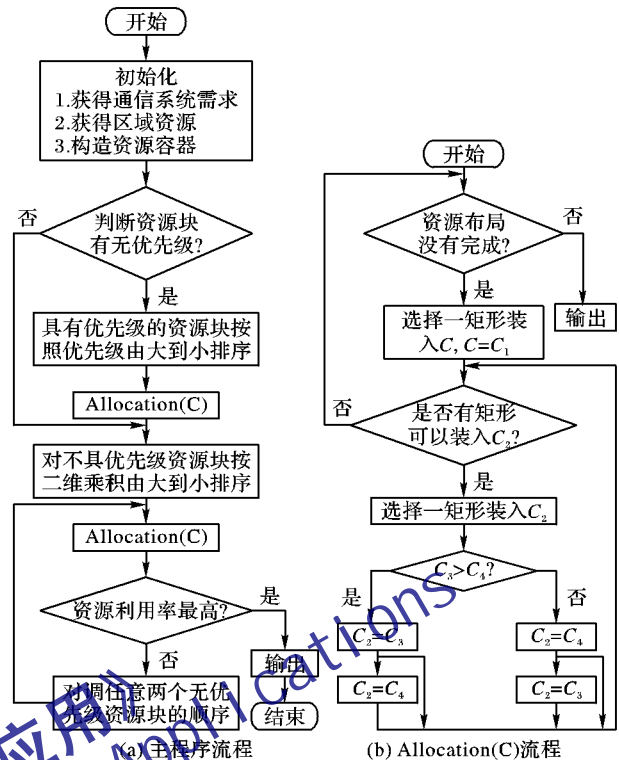 开始
初始化
1.获得通信系统需求
2.获得区域资源
3.构造资源容器
判断资源块
有无优先级?
否
是
具有优先级的资源块按
照优先级由大到小排序
Allocation(C)
对不具优先级资源块按
二维乘积由大到小排序
Allocation(C)
资源利用率最高?
是
否
输出
对调任意两个无优
先级资源块的顺序
结束
(a) 主程序流程
开始
资源布局
没有完成?
否
是
输出
选择一矩形装
入C, C=C₁
否
是否有矩形
可以装入C₂?
是
选择一矩形装入C₂
C₃>C₄?
是
否
C₂=C₃
C₂=C₄
C₂=C₄
C₂=C₃
(b) Allocation(C)流程
应用》
Applications